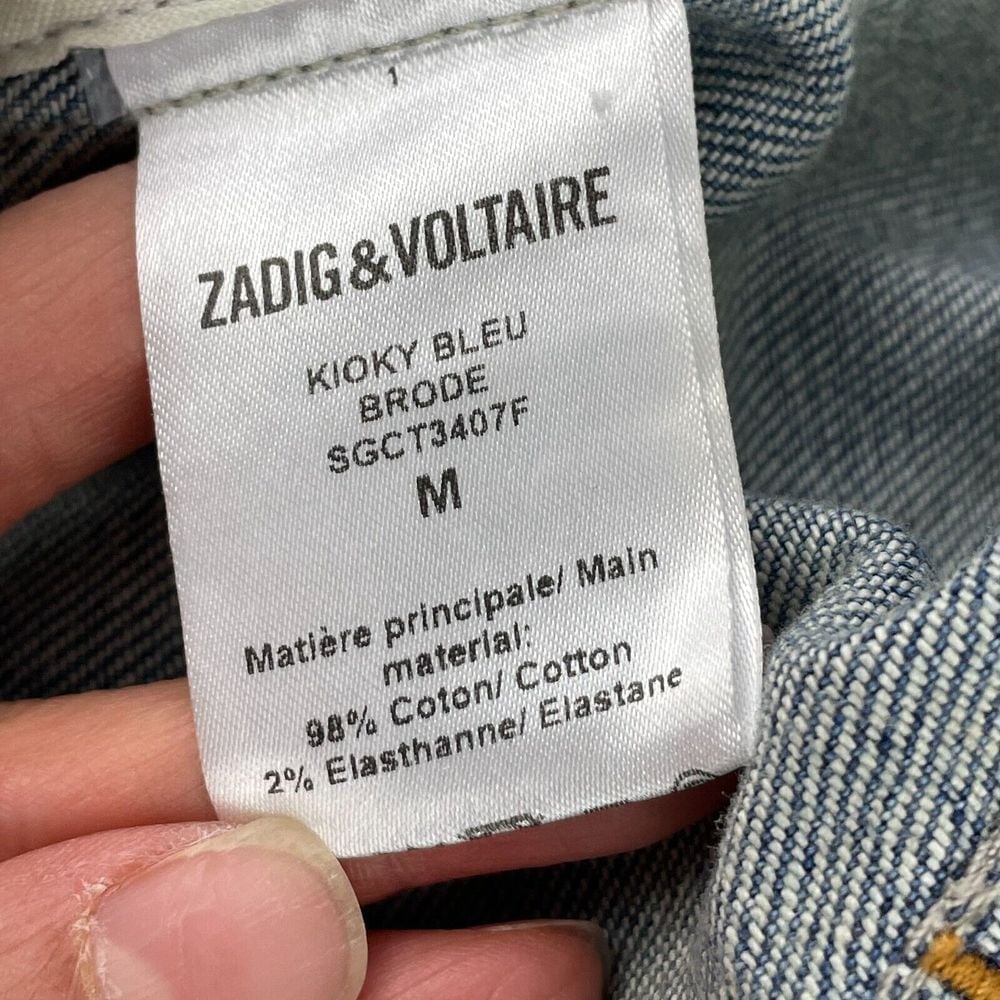 1
ZADIG&VOLTAIRE
KIOKY BLEU
BRODE
SGCT3407F
M
Matière principale/ Main
material:
98% Coton/ Cotton
2% Elasthanne/ Elastane